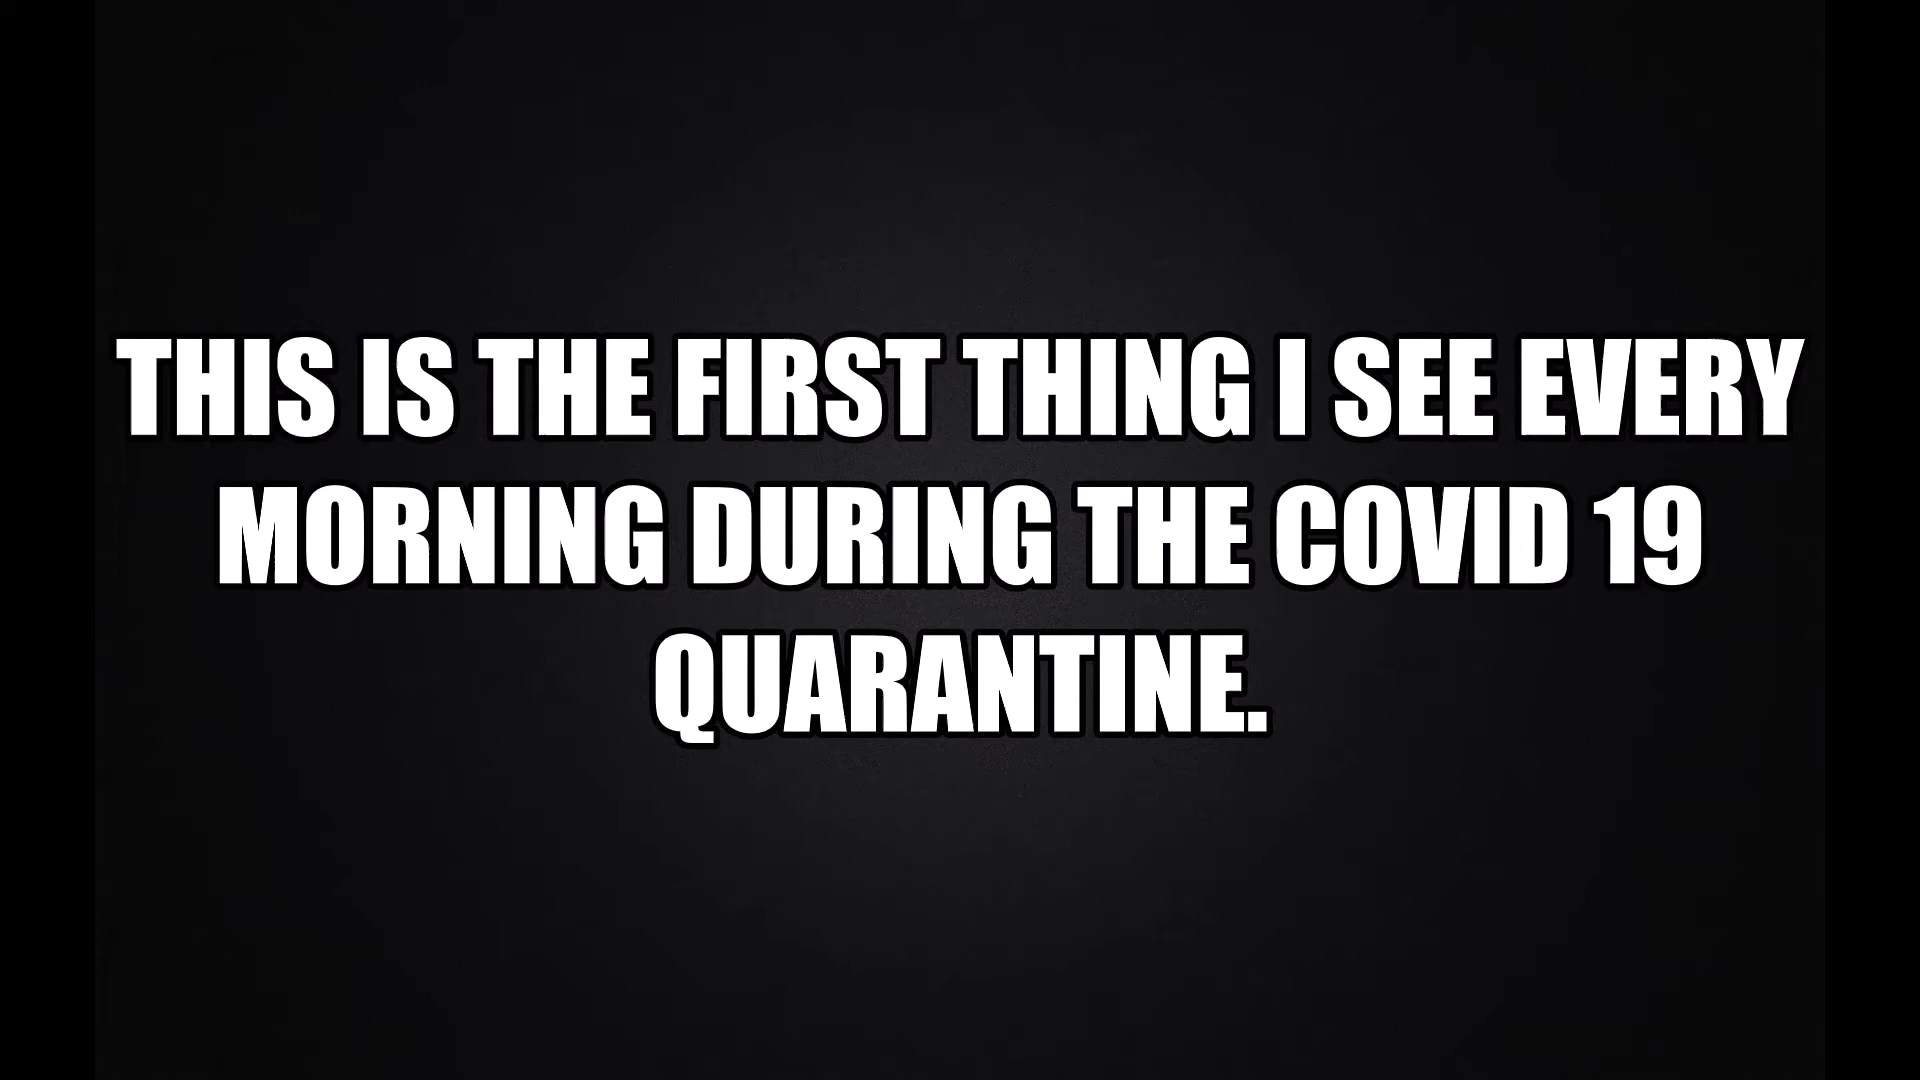 THIS IS THE FIRST THING I SEE EVERY
MORNING DURING THE COVID 19
QUARANTINE.